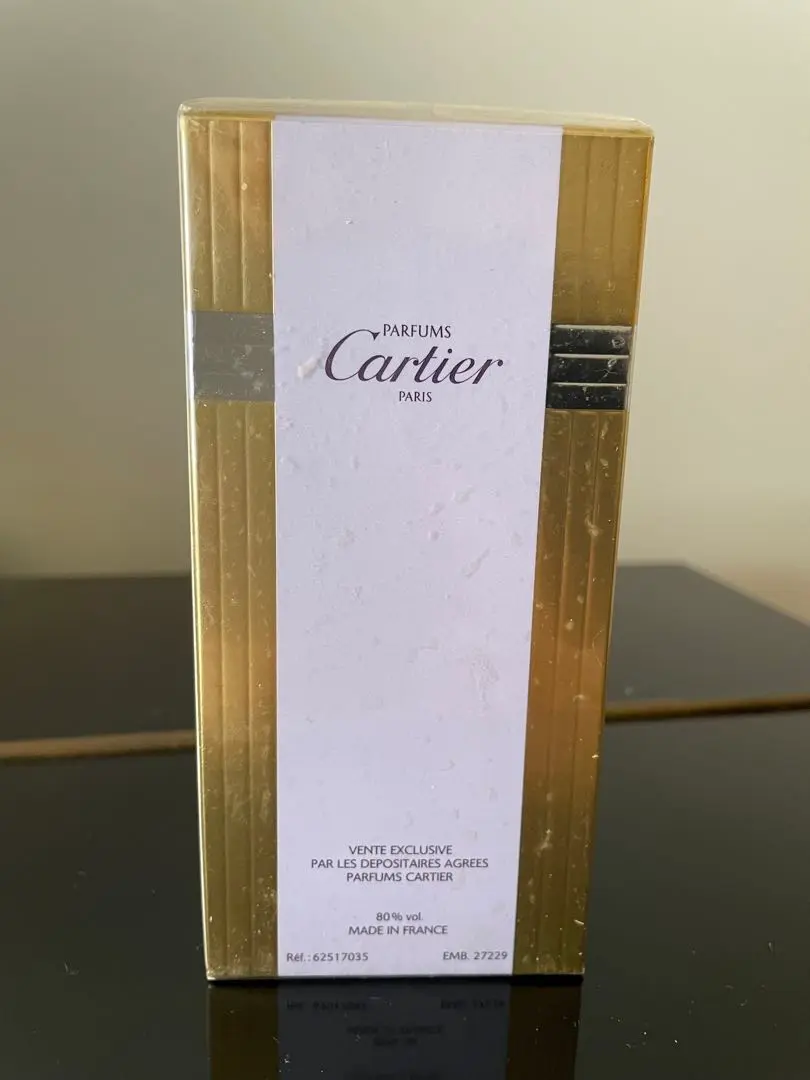 PARFUMS
Cartier
PARIS
VENTE EXCLUSIVE
PAR LES DEPOSITAIRES AGREES
PARFUMS CARTIER
80% vol.
MADE IN FRANCE
Réf.: 62517035 EMB. 27229